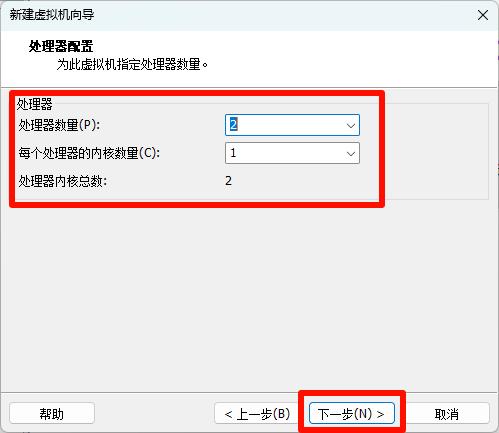 新建虚拟机向导
处理器配置
为此虚拟机指定处理器数量。
处理器
处理器数量(P): 2
每个处理器的内核数量(C): 1
处理器内核总数: 2
帮助 < 上一步(B) 下一步(N) > 取消